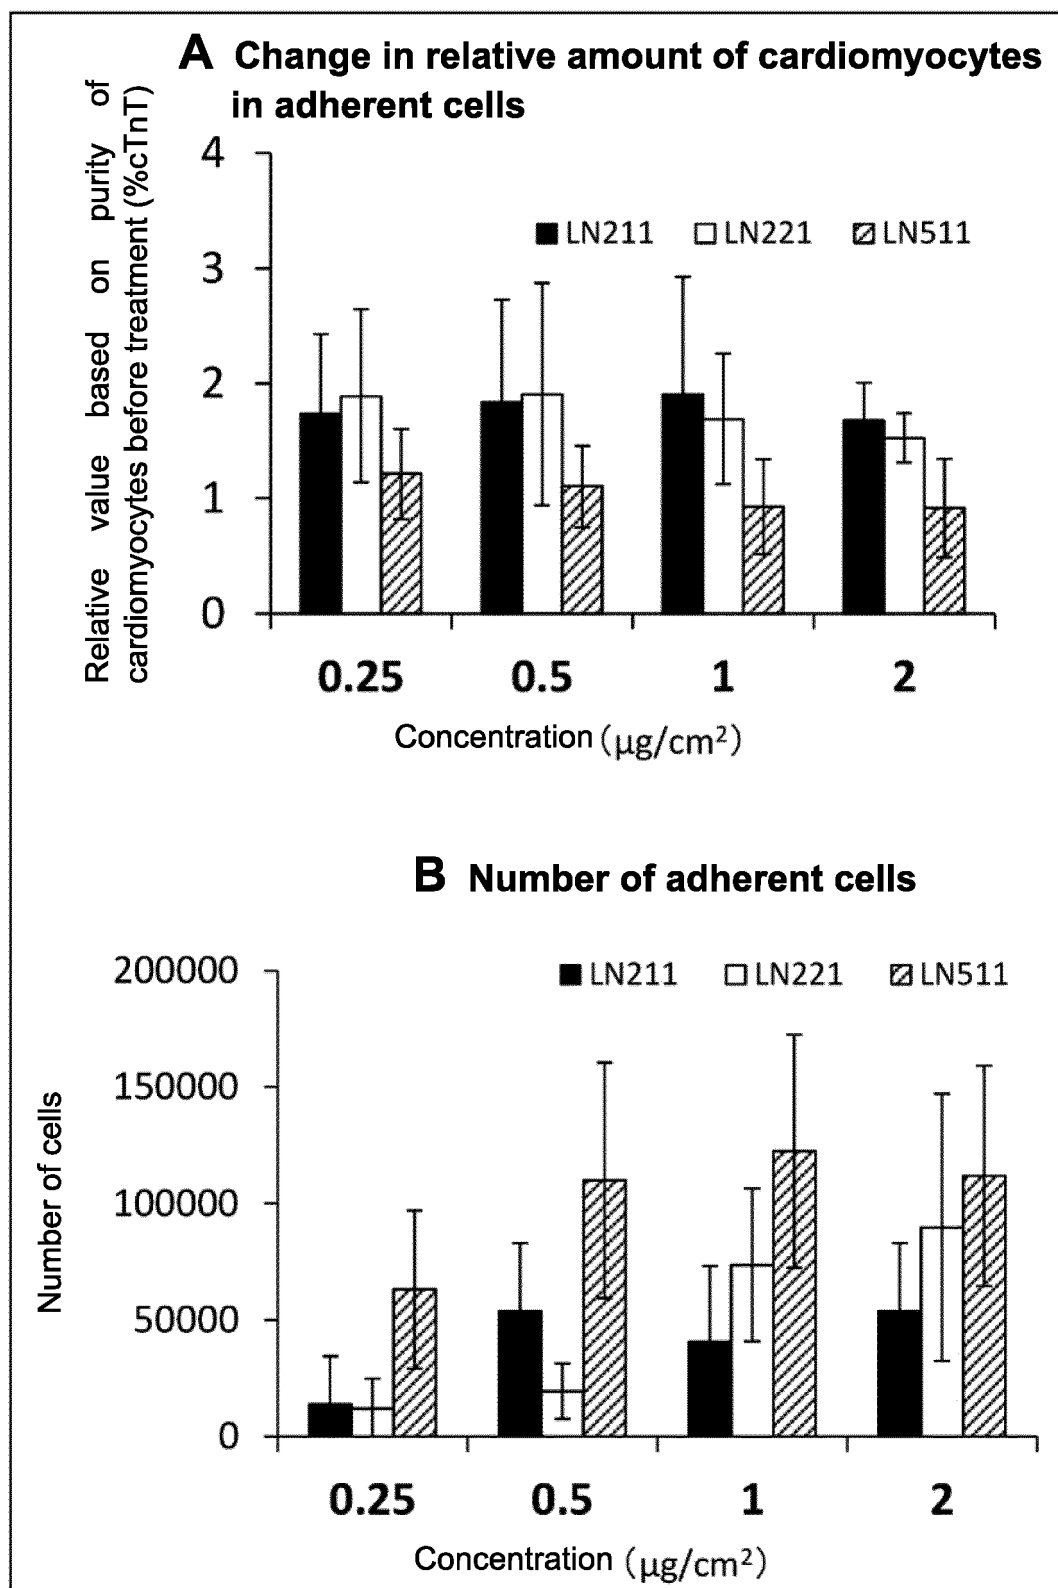 A Change in relative amount of cardiomyocytes
in adherent cells
Relative value based on purity of
cardiomyocytes before treatment (%cTnT)
4
3
2
1
0
LN211 LN221 LN511
0.25 0.5 1 2
Concentration (μg/cm²)
B Number of adherent cells
Number of cells
200000
150000
100000
50000
0
LN211 LN221 LN511
0.25 0.5 1 2
Concentration (μg/cm²)